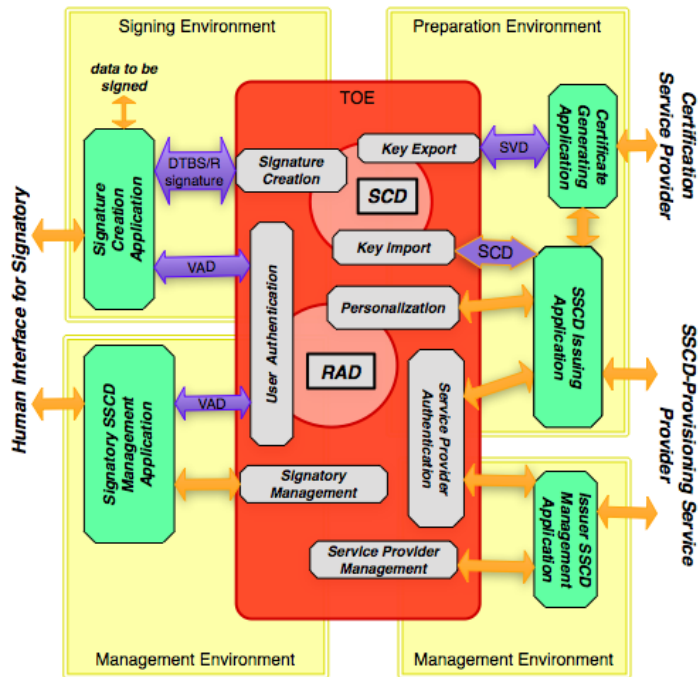 Signing Environment
Preparation Environment
data to be
signed
TOE
Certification
Service Provider
Certificate
Generating
Application
Key Export
SVD
DTBS/R
signature
Signature
Creation
SCD
Signature
Creation
Application
Human Interface for Signatory
Key Import
SCD
VAD
User Authentication
Personalization
SSCD Issuing
Application
RAD
SSCD-Provisioning Service
Provider
Service Provider
Authentication
Signatory SSCD
Management
Application
VAD
Signatory
Management
Issuer SSCD
Management
Application
Service Provider
Management
Management Environment
Management Environment